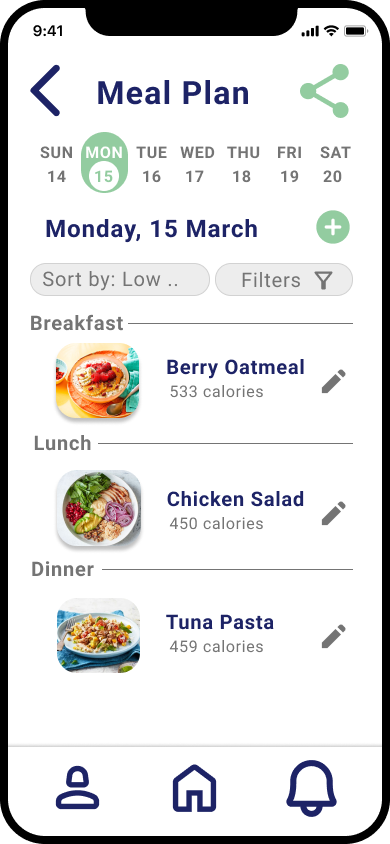 9:41
Meal Plan
SUN MON TUE WED THU FRI SAT
14 15 16 17 18 19 20
Monday, 15 March
Sort by: Low .. Filters
Breakfast
Berry Oatmeal
533 calories
Lunch
Chicken Salad
450 calories
Dinner
Tuna Pasta
459 calories